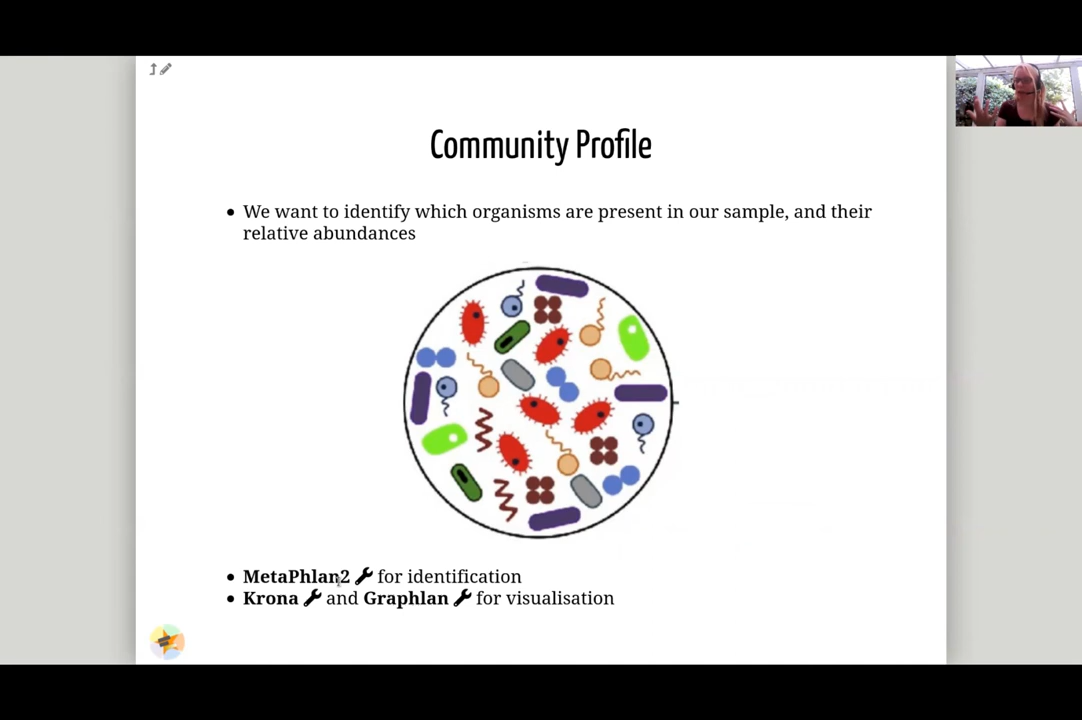 Community Profile
We want to identify which organisms are present in our sample, and their
relative abundances
MetaPhlan2 for identification
Krona and Graphlan for visualisation